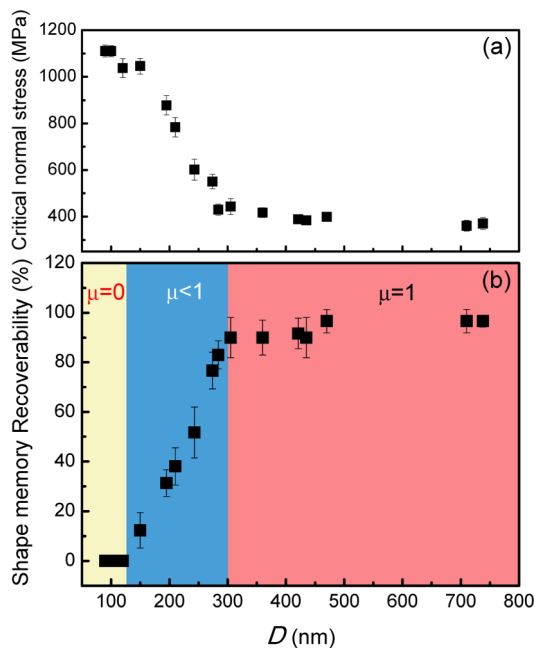 (a)
Critical normal stress (MPa)
1200
1000
800
600
400
(b)
Shape memory Recoverability (%)
μ=0
μ<1
μ=1
120
100
80
60
40
20
0
100 200 300 400 500 600 700 800
D (nm)